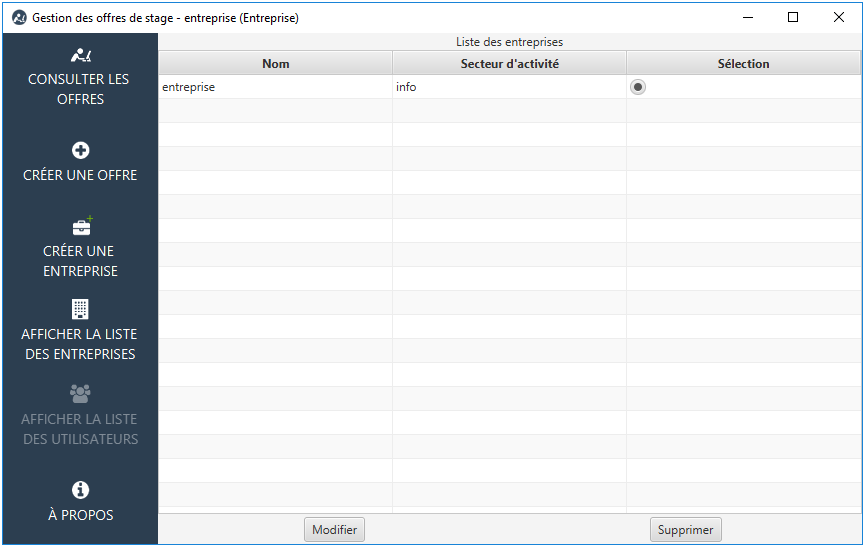 Gestion des offres de stage - entreprise (Entreprise)
CONSULTER LES
OFFRES
CRÉER UNE OFFRE
CRÉER UNE
ENTREPRISE
AFFICHER LA LISTE
DES ENTREPRISES
AFFICHER LA LISTE
DES UTILISATEURS
À PROPOS
Liste des entreprises
Nom Secteur d'activité Sélection
entreprise info
Modifier Supprimer